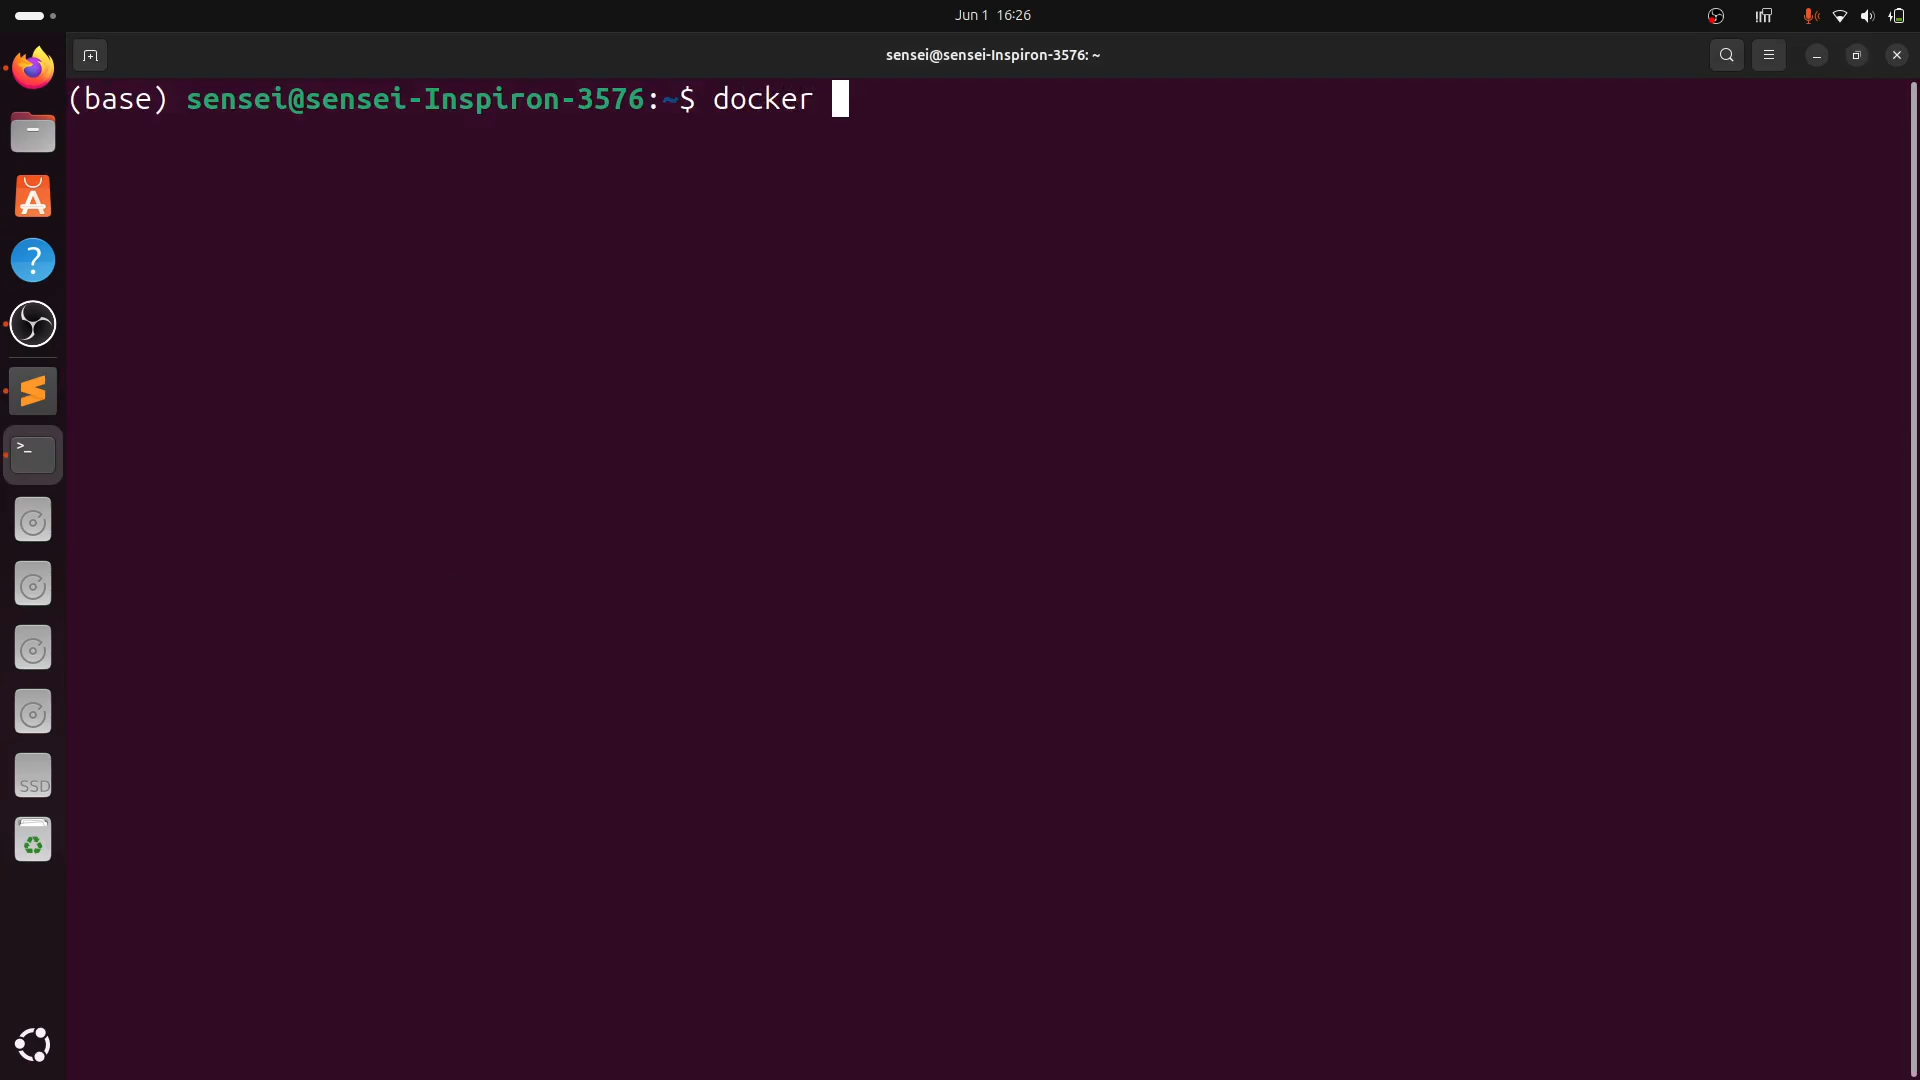 Jun 1 16:26
sensei@sensei-Inspiron-3576: ~
(base) sensei@sensei-Inspiron-3576:~$ docker
>_
SSD